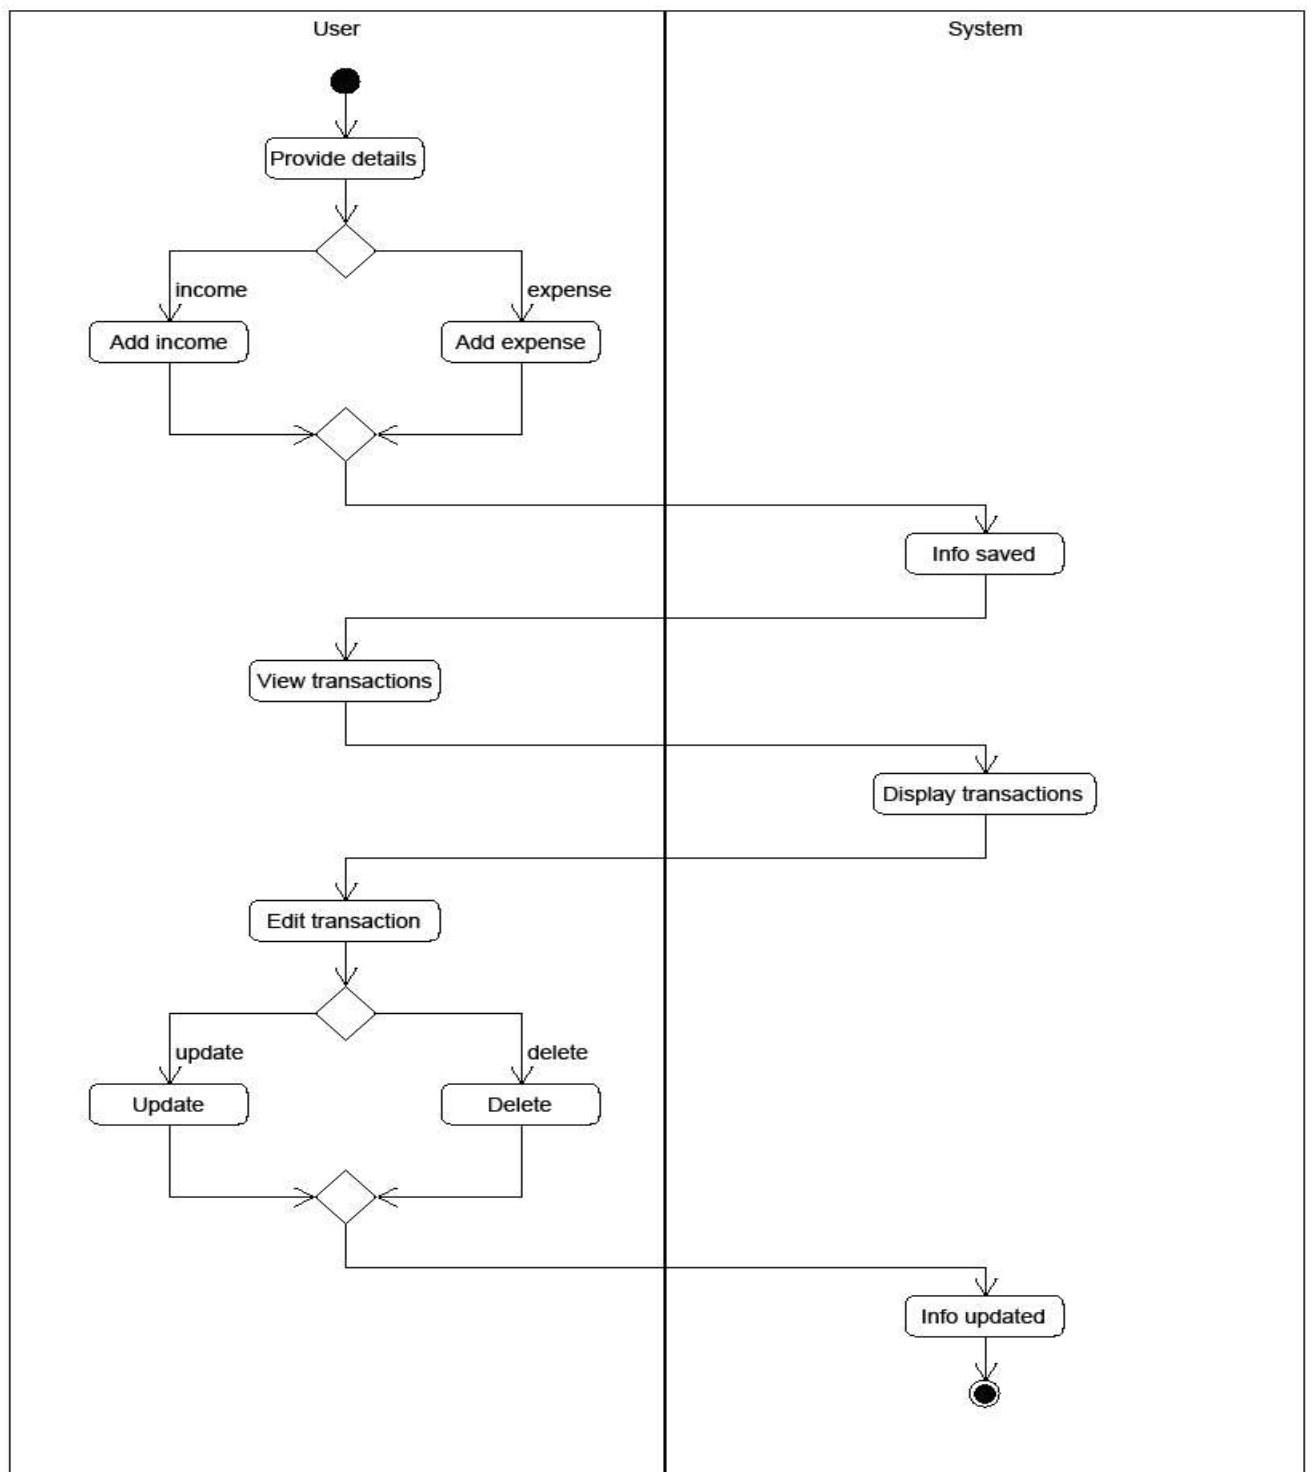 User
System
Provide details
income
expense
Add income
Add expense
Info saved
View transactions
Display transactions
Edit transaction
update
delete
Update
Delete
Info updated